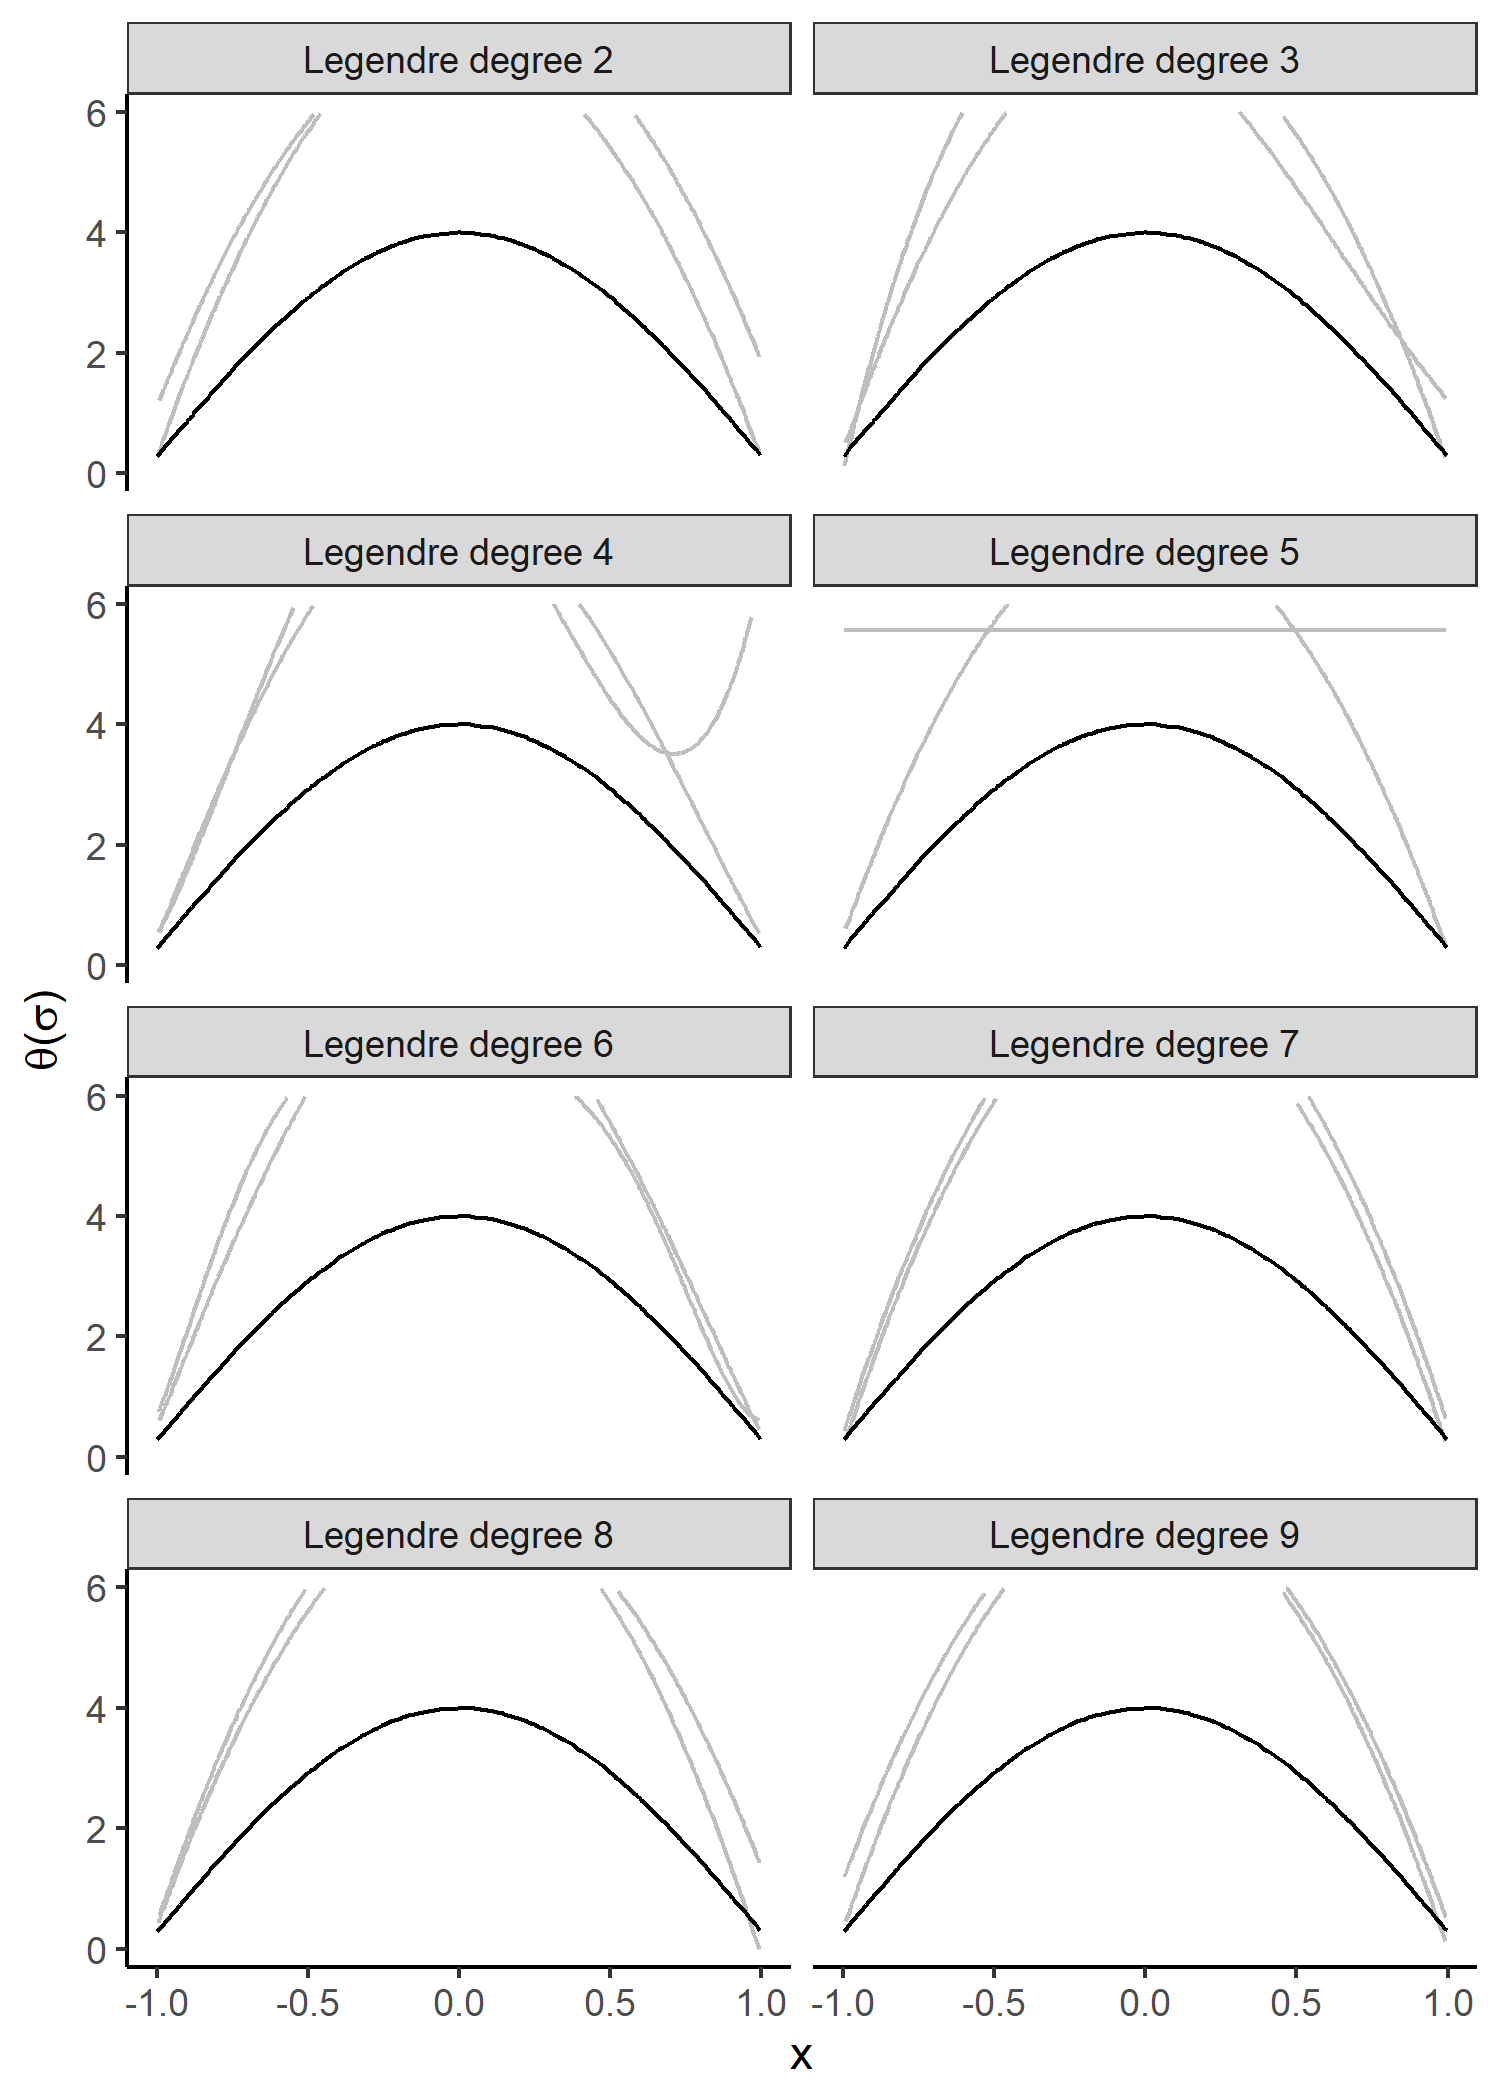 Legendre degree 2
Legendre degree 3
6
4
2
0
Legendre degree 4
Legendre degree 5
6
4
2
0
θ(σ)
Legendre degree 6
Legendre degree 7
6
4
2
0
Legendre degree 8
Legendre degree 9
6
4
2
0
-1.0 -0.5 0.0 0.5 1.0 -1.0 -0.5 0.0 0.5 1.0
x